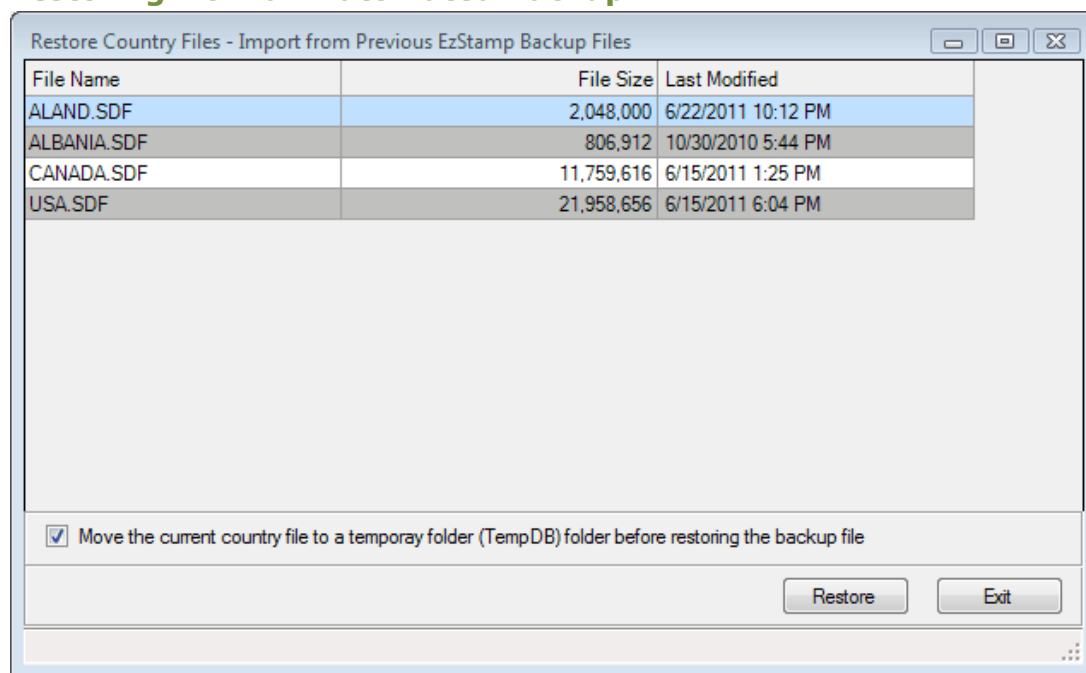 Restore Country Files - Import from Previous EzStamp Backup Files
File Name File Size Last Modified
ALAND.SDF 2,048,000 6/22/2011 10:12 PM
ALBANIA.SDF 806,912 10/30/2010 5:44 PM
CANADA.SDF 11,759,616 6/15/2011 1:25 PM
USA.SDF 21,958,656 6/15/2011 6:04 PM
Move the current country file to a temporay folder (TempDB) folder before restoring the backup file
Restore Exit